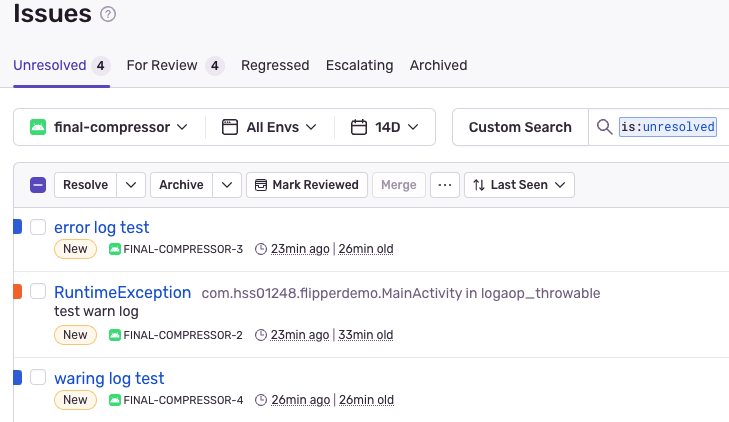 Issues ?
Unresolved 4 For Review 4 Regressed Escalating Archived
final-compressor All Envs 14D Custom Search is:unresolved
Resolve Archive Mark Reviewed Merge ... Last Seen
error log test
New FINAL-COMPRESSOR-3 23min ago | 26min old
RuntimeException com.hss01248.flipperdemo.MainActivity in logaop_throwable
test warn log
New FINAL-COMPRESSOR-2 23min ago | 33min old
waring log test
New FINAL-COMPRESSOR-4 26min ago | 26min old